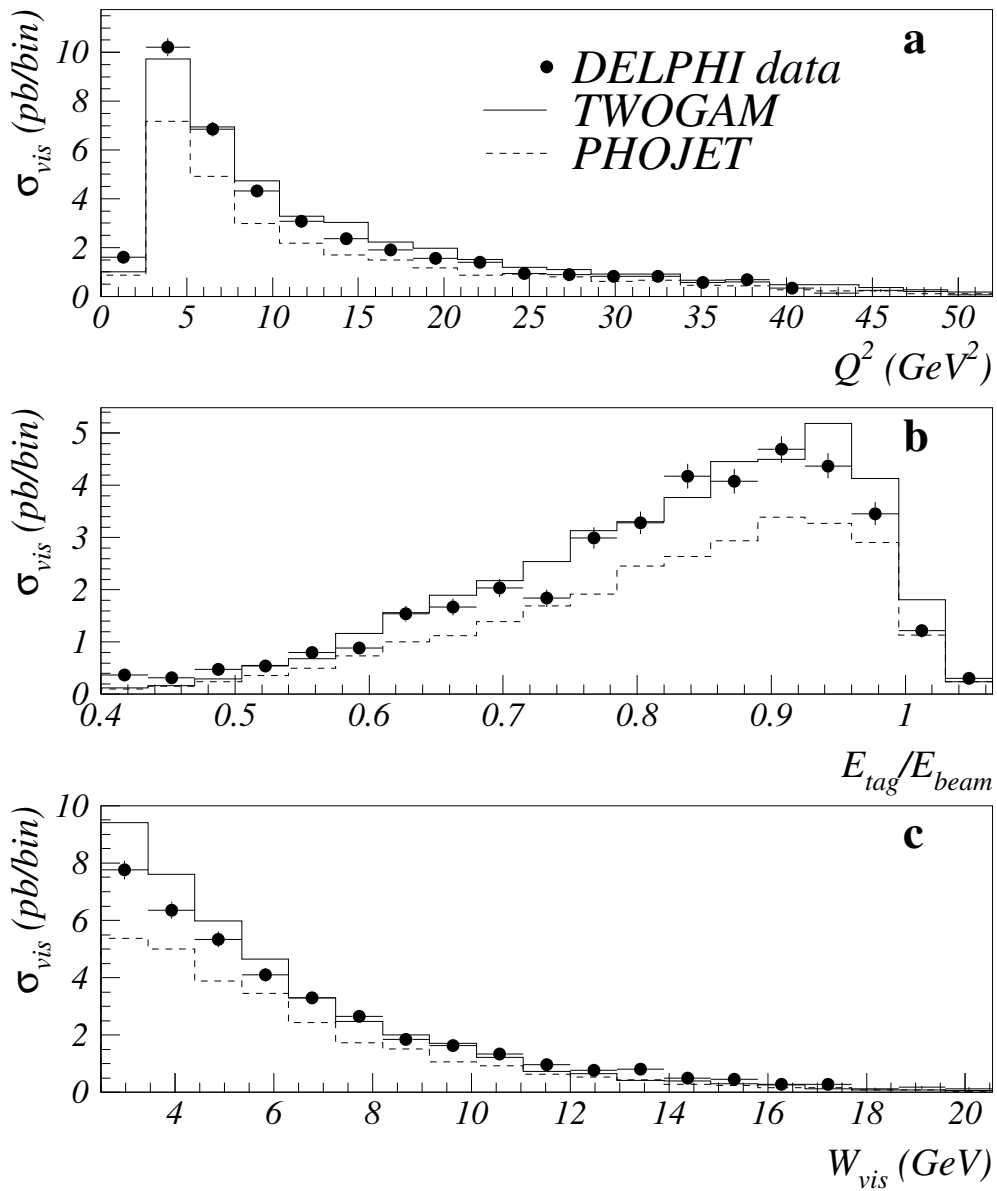 a
DELPHI data
TWOGAM
PHOJET
σvis (pb/bin)
10
8
6
4
2
0
0 5 10 15 20 25 30 35 40 45 50
Q² (GeV²)
b
σvis (pb/bin)
5
4
3
2
1
0
0.4 0.5 0.6 0.7 0.8 0.9 1
Etag/Ebeam
c
σvis (pb/bin)
10
8
6
4
2
0
4 6 8 10 12 14 16 18 20
Wvis (GeV)